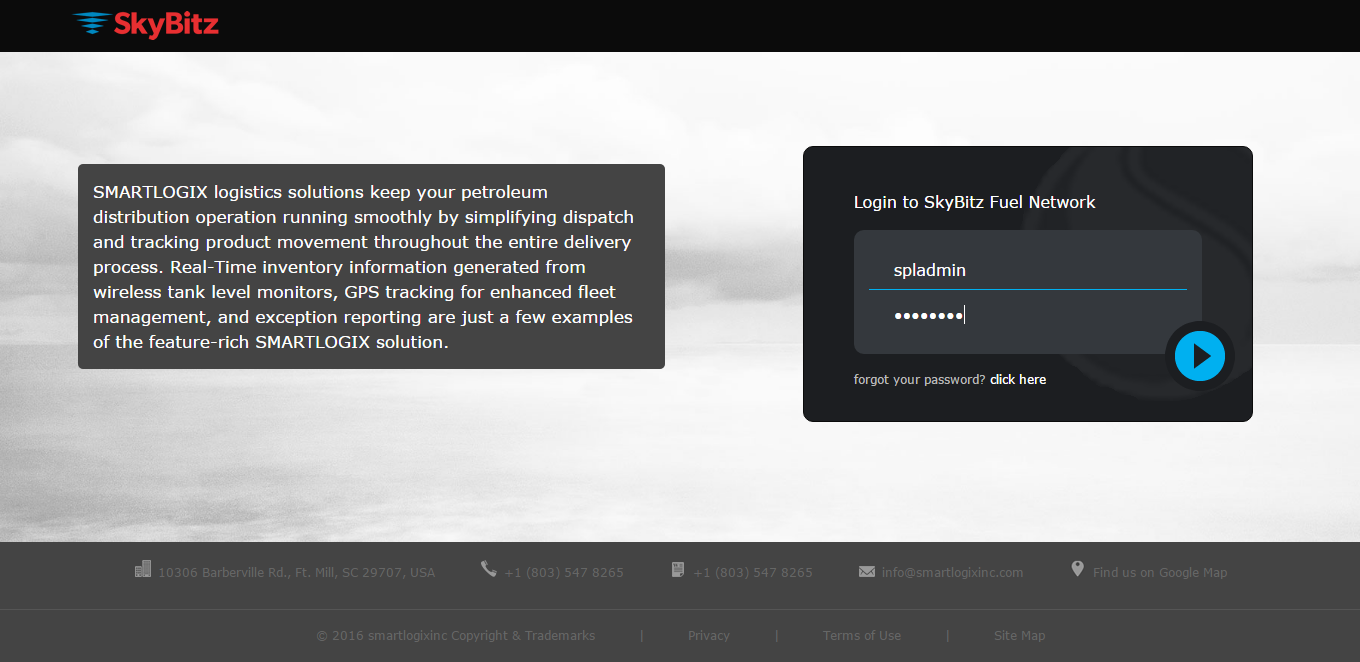 SkyBitz
SMARTLOGIX logistics solutions keep your petroleum
distribution operation running smoothly by simplifying dispatch
and tracking product movement throughout the entire delivery
process. Real-Time inventory information generated from
wireless tank level monitors, GPS tracking for enhanced fleet
management, and exception reporting are just a few examples
of the feature-rich SMARTLOGIX solution.
Login to SkyBitz Fuel Network
spladmin
••••••••
forgot your password? click here
10306 Barberville Rd., Ft. Mill, SC 29707, USA +1 (803) 547 8265 +1 (803) 547 8265 info@smartlogixinc.com Find us on Google Map
© 2016 smartlogixinc Copyright & Trademarks | Privacy | Terms of Use | Site Map